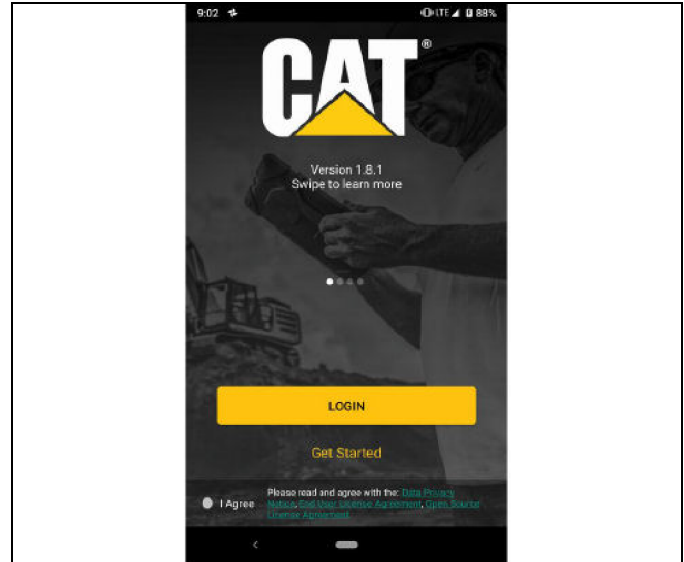 9:02
LTE 88%
CAT®
Version 1.8.1
Swipe to learn more
LOGIN
Get Started
I Agree
Please read and agree with the: Data Privacy
Notice, End User License Agreement, Open Source
License Agreement.